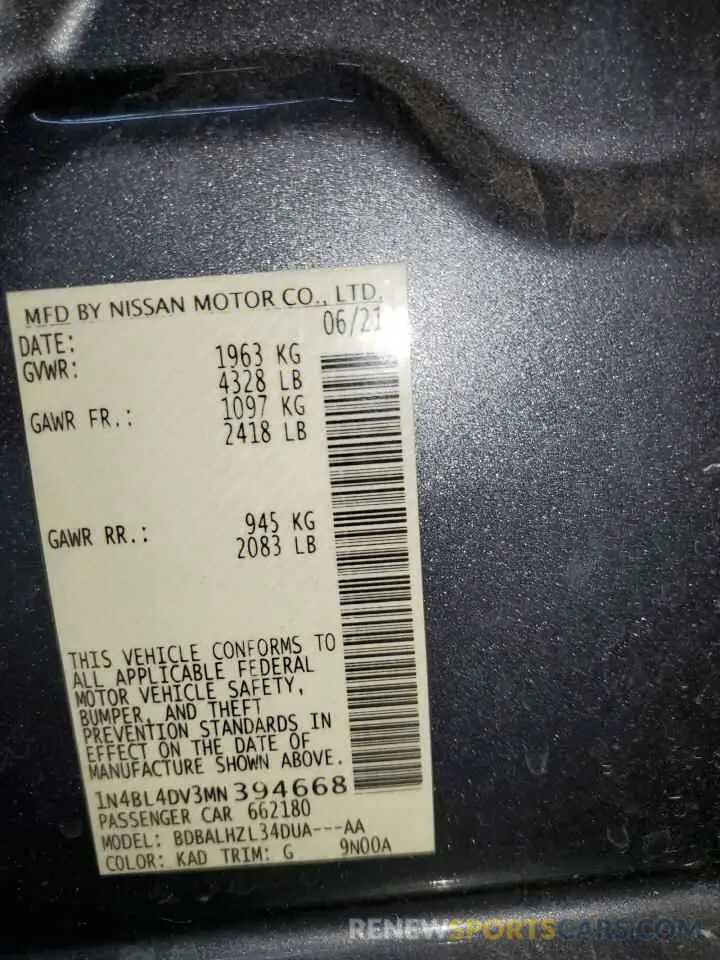 MFD BY NISSAN MOTOR CO., LTD.
DATE: 06/21
GVWR: 1963 KG
4328 LB
GAWR FR.: 1097 KG
2418 LB
GAWR RR.: 945 KG
2083 LB
THIS VEHICLE CONFORMS TO
ALL APPLICABLE FEDERAL
MOTOR VEHICLE SAFETY,
BUMPER, AND THEFT
PREVENTION STANDARDS IN
EFFECT ON THE DATE OF
MANUFACTURE SHOWN ABOVE.
1N4BL4DV3MN394668
PASSENGER CAR 662180
MODEL: BDBALHZL34DUA---AA
COLOR: KAD TRIM: G 9N00A
RENEWSPORTSCARS.COM